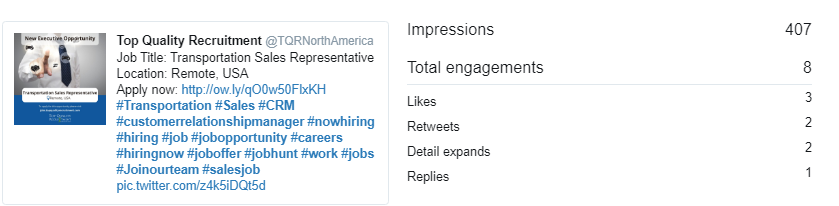 New Executive Opportunity
Transportation Sales Representative
Top Quality Recruitment @TQRNorthAmerica
Job Title: Transportation Sales Representative
Location: Remote, USA
Apply now: http://ow.ly/qO0w50FlxKH
#Transportation #Sales #CRM
#customerrelationshipmanager #nowhiring
#hiring #job #jobopportunity #careers
#hiringnow #joboffer #jobhunt #work #jobs
#Joinourteam #salesjob
pic.twitter.com/z4k5iDQt5d
Impressions 407
Total engagements 8
Likes 3
Retweets 2
Detail expands 2
Replies 1